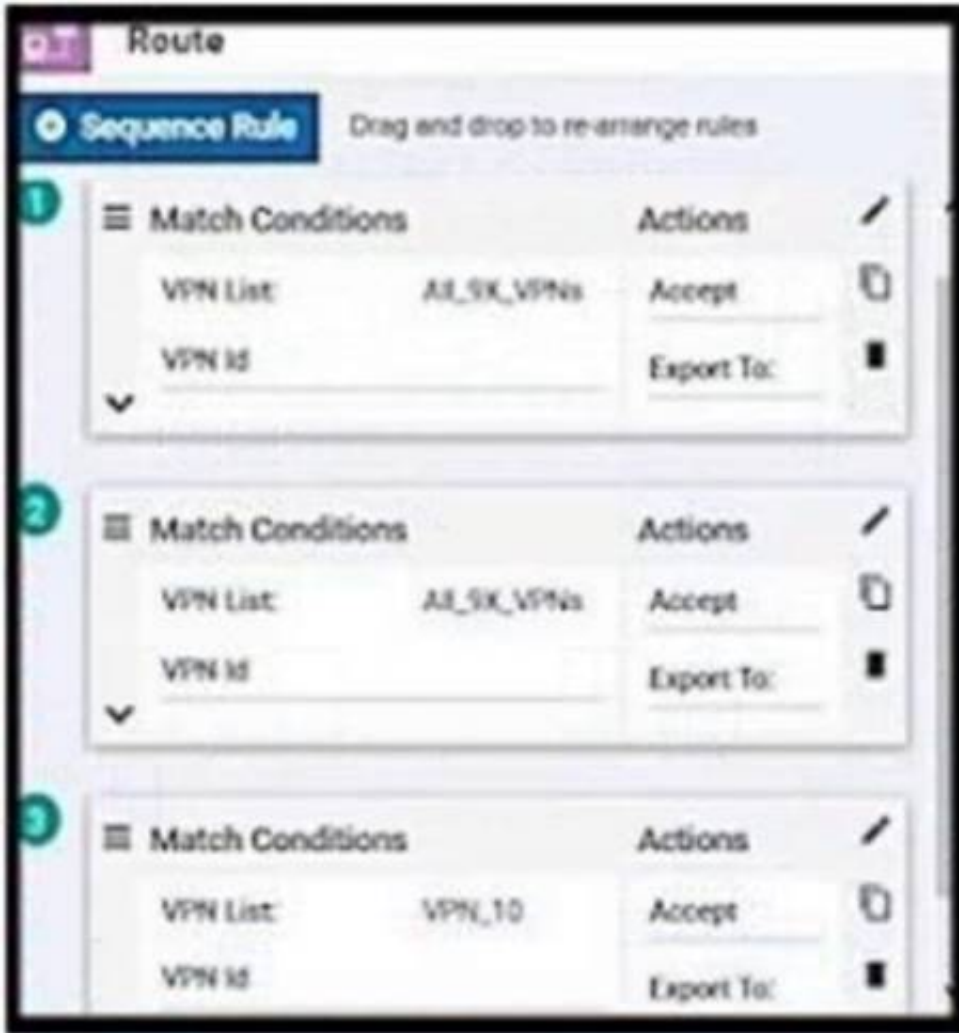 Route
Sequence Rule Drag and drop to re-arrange rules
1
Match Conditions Actions
VPN List: All_9X_VPNs Accept
VPN Id Export To:
2
Match Conditions Actions
VPN List: All_9X_VPNs Accept
VPN Id Export To:
3
Match Conditions Actions
VPN List: VPN_10 Accept
VPN Id Export To: